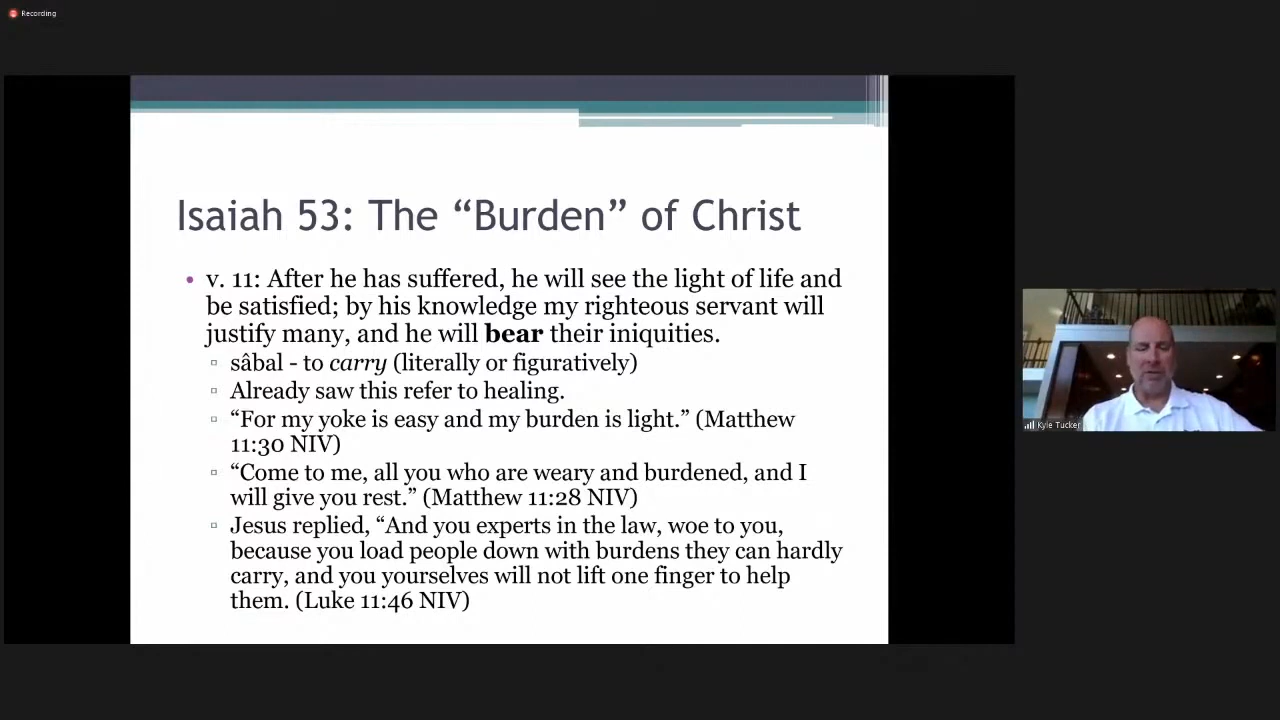 Recording
Isaiah 53: The “Burden” of Christ
• v. 11: After he has suffered, he will see the light of life and
be satisfied; by his knowledge my righteous servant will
justify many, and he will bear their iniquities.
▫ sâbal - to carry (literally or figuratively)
▫ Already saw this refer to healing.
▫ “For my yoke is easy and my burden is light.” (Matthew
11:30 NIV)
▫ “Come to me, all you who are weary and burdened, and I
will give you rest.” (Matthew 11:28 NIV)
▫ Jesus replied, “And you experts in the law, woe to you,
because you load people down with burdens they can hardly
carry, and you yourselves will not lift one finger to help
them. (Luke 11:46 NIV)
Kyle Tucker